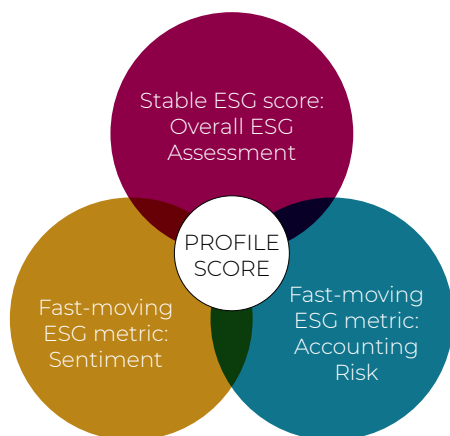 Stable ESG score:
Overall ESG
Assessment
PROFILE
SCORE
Fast-moving
ESG metric:
Sentiment
Fast-moving
ESG metric:
Accounting
Risk